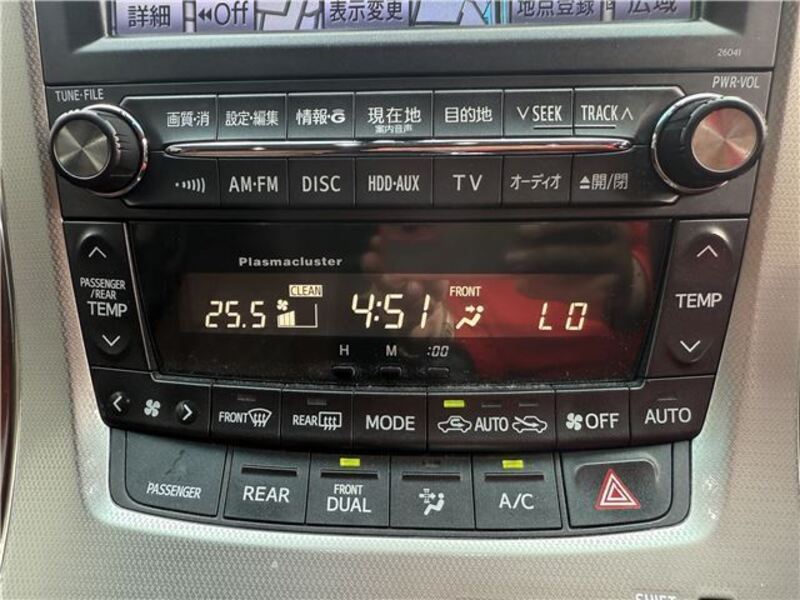 詳細 ◀◀Off 表示変更 地点登録 広域
26041
TUNE·FILE PWR·VOL
画質·消 設定·編集 情報·G 現在地 目的地 ∨ SEEK TRACK ∧
案内音声
AM·FM DISC HDD·AUX TV オーディオ ▲開/閉
Plasmacluster
PASSENGER
/REAR
TEMP
25.5 CLEAN 4:51 FRONT LO
TEMP
H M :00
FRONT REAR MODE AUTO OFF AUTO
PASSENGER REAR FRONT DUAL A/C
SHIFT